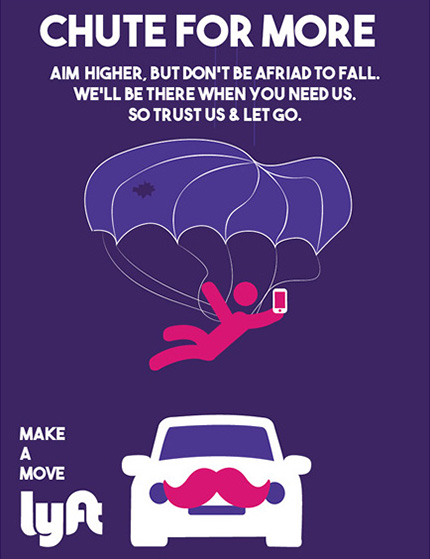 CHUTE FOR MORE
AIM HIGHER, BUT DON'T BE AFRIAD TO FALL.
WE'LL BE THERE WHEN YOU NEED US.
SO TRUST US & LET GO.
MAKE
A
MOVE
lyft